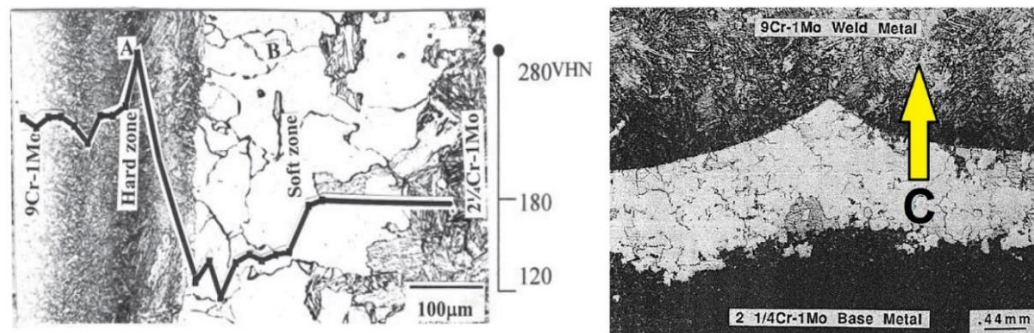 A
B
280VHN
9Cr-1Mo
Hard zone
Soft zone
2¼Cr-1Mo
180
120
100µm
9Cr-1Mo Weld Metal
C
2 1/4Cr-1Mo Base Metal
.44mm